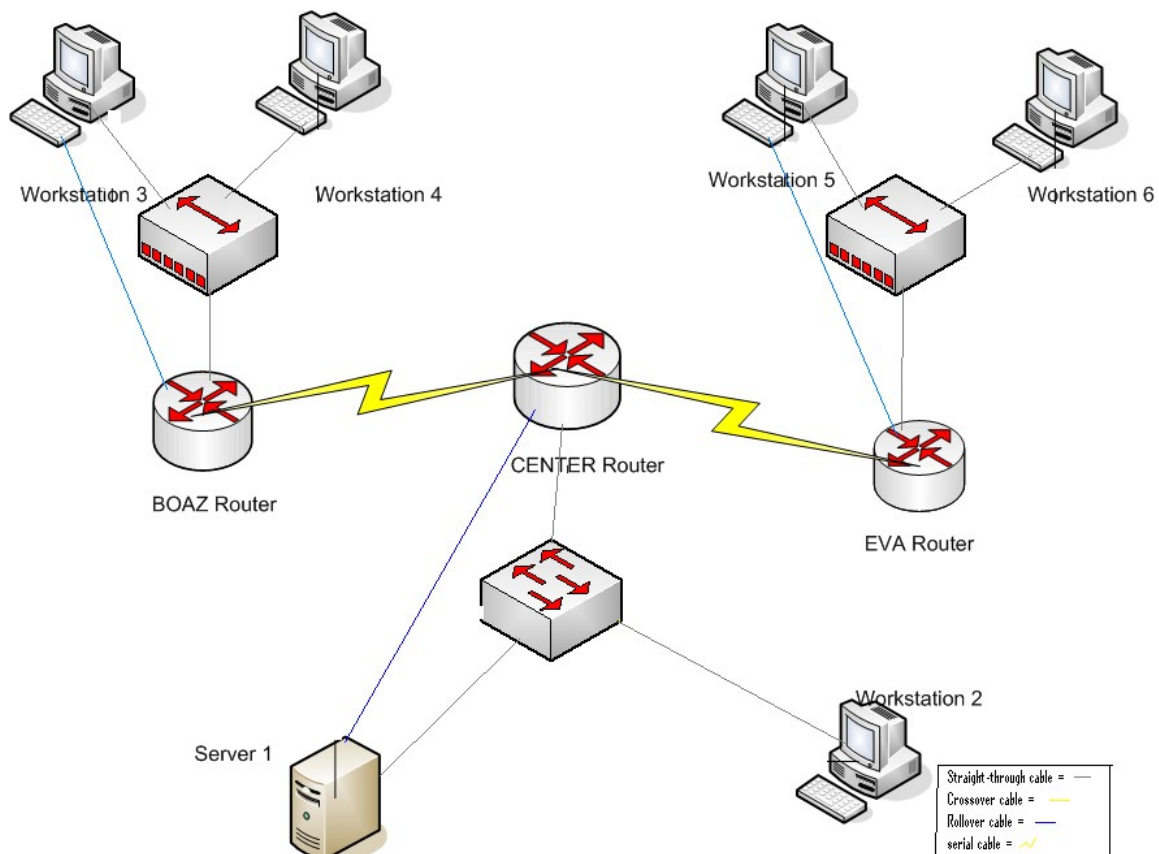 Workstation 3
Workstation 4
Workstation 5
Workstation 6
CENTER Router
BOAZ Router
EVA Router
Workstation 2
Server 1
Straight-through cable =
Crossover cable =
Rollover cable =
serial cable =